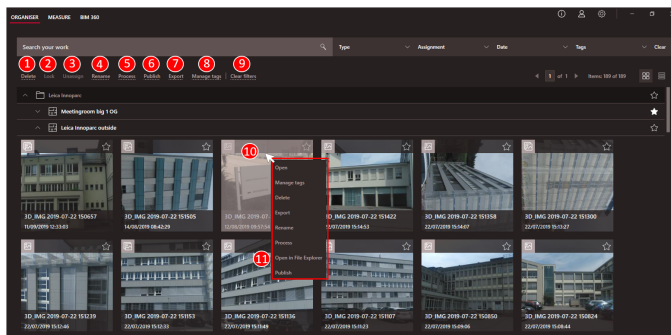 ORGANISER MEASURE BIM 360
Search your work Type Assignment Date Tags Clear
1 2 3 4 5 6 7 8 9
Delete Lock Unassign Rename Process Publish Export Manage tags Clear filters 1 of 1 Items: 189 of 189
Leica Innoparc
Meetingroom big 1 OG
Leica Innoparc outside
10
Open
Manage tags
Delete
Export
Rename
Process
11 Open in File Explorer
Publish
3D_IMG 2019-07-22 150657 3D_IMG 2019-07-22 151505 3D_IMG 2019-07-22 151422 3D_IMG 2019-07-22 151358 3D_IMG 2019-07-22 151300
11/09/2019 12:33:03 14/08/2019 08:42:29 22/07/2019 15:14:53 22/07/2019 15:14:07 22/07/2019 15:13:27
3D_IMG 2019-07-22 151239 3D_IMG 2019-07-22 151153 3D_IMG 2019-07-22 151136 3D_IMG 2019-07-22 151107 3D_IMG 2019-07-22 150850 3D_IMG 2019-07-22 150824
22/07/2019 15:12:46 22/07/2019 15:12:33 22/07/2019 15:11:49 22/07/2019 15:11:23 22/07/2019 15:09:06 22/07/2019 15:08:44